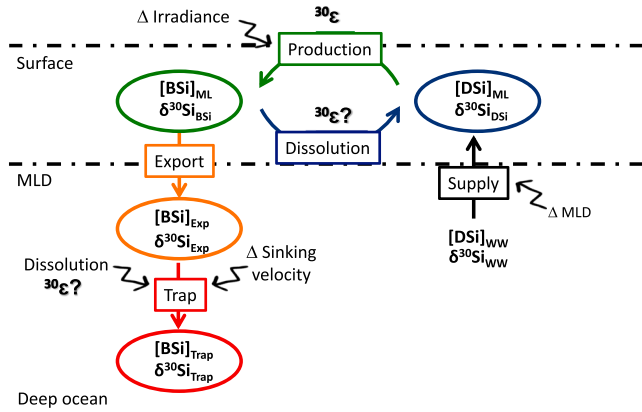 Δ Irradiance
³⁰ε
Production
Surface
[BSi]ML
δ³⁰SiBSi
[DSi]ML
δ³⁰SiDSi
³⁰ε?
Dissolution
Export
MLD
Supply
Δ MLD
[BSi]Exp
δ³⁰SiExp
[DSi]WW
δ³⁰SiWW
Dissolution
³⁰ε?
Δ Sinking
velocity
Trap
[BSi]Trap
δ³⁰SiTrap
Deep ocean